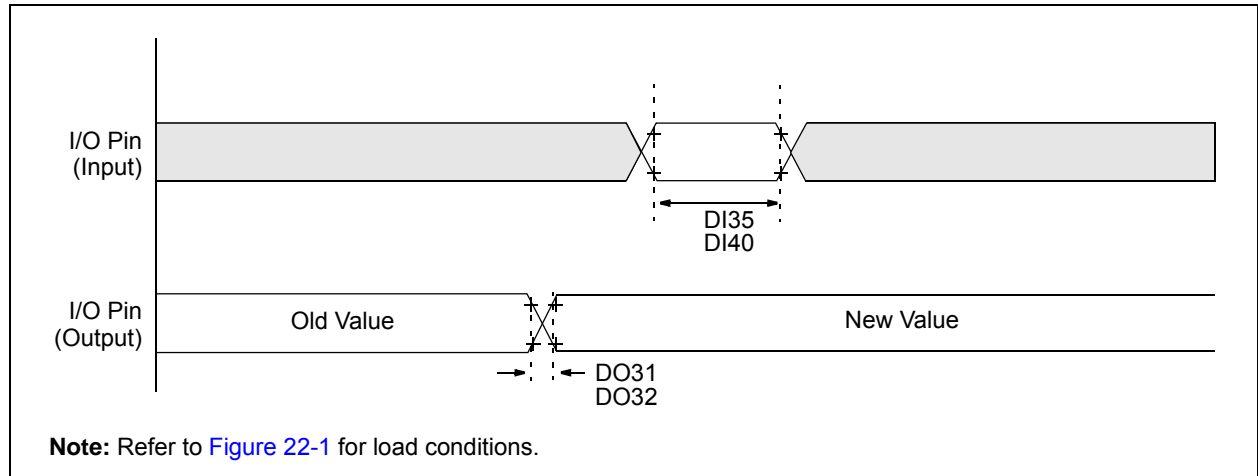 I/O Pin
(Input)
DI35
DI40
I/O Pin
(Output)
Old Value
New Value
DO31
DO32
Note: Refer to Figure 22-1 for load conditions.